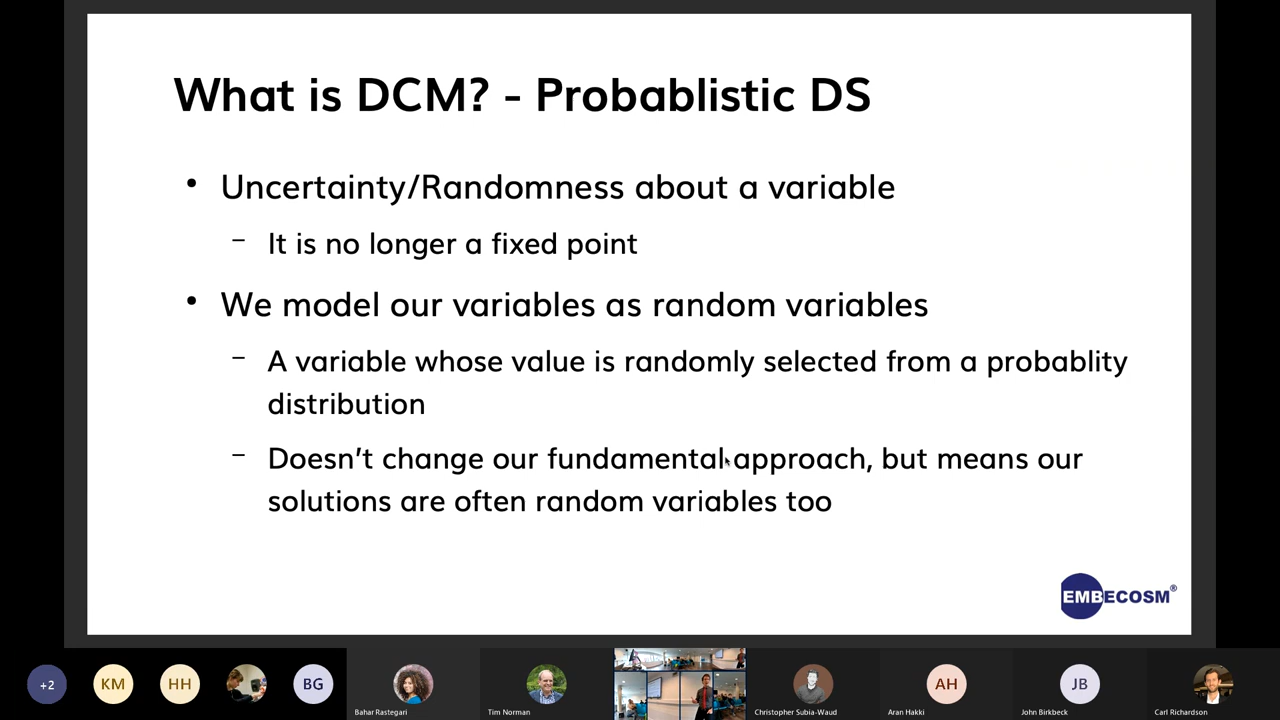 What is DCM? - Probablistic DS
• Uncertainty/Randomness about a variable
– It is no longer a fixed point
• We model our variables as random variables
– A variable whose value is randomly selected from a probablity
distribution
– Doesn’t change our fundamental approach, but means our
solutions are often random variables too
EMBECOSM®
+2
KM
HH
BG
Bahar Rastegari
Tim Norman
Christopher Subia-Waud
AH
Aran Hakki
JB
John Birkbeck
Carl Richardson